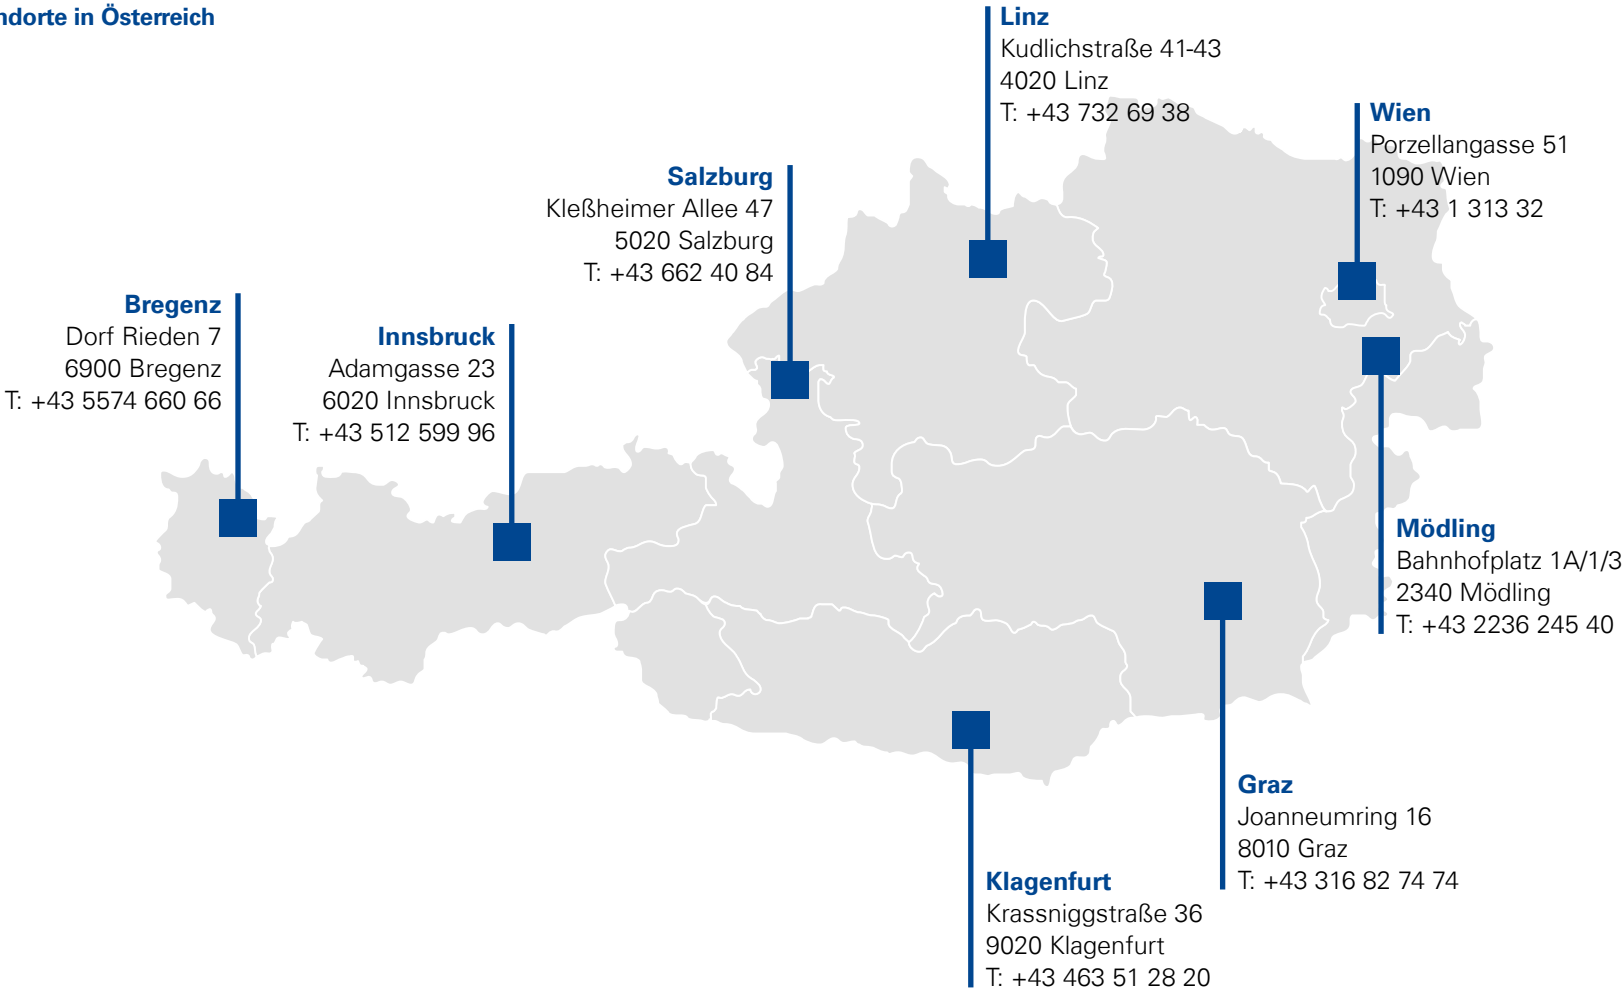 ndorte in Österreich
Linz
Kudlichstraße 41-43
4020 Linz
T: +43 732 69 38
Wien
Porzellangasse 51
1090 Wien
T: +43 1 313 32
Salzburg
Kleßheimer Allee 47
5020 Salzburg
T: +43 662 40 84
Bregenz
Dorf Rieden 7
6900 Bregenz
T: +43 5574 660 66
Innsbruck
Adamgasse 23
6020 Innsbruck
T: +43 512 599 96
Mödling
Bahnhofplatz 1A/1/3
2340 Mödling
T: +43 2236 245 40
Graz
Joanneumring 16
8010 Graz
T: +43 316 82 74 74
Klagenfurt
Krassniggstraße 36
9020 Klagenfurt
T: +43 463 51 28 20